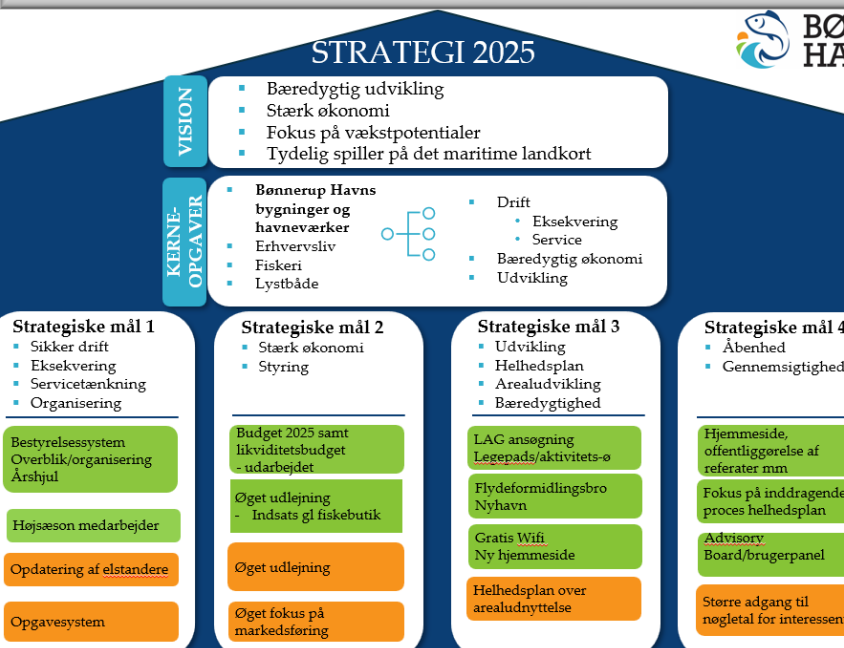 STRATEGI 2025
BØ
HA
VISION
Bæredygtig udvikling
Stærk økonomi
Fokus på vækstpotentialer
Tydelig spiller på det maritime landkort
KERNE-
OPGAVER
Bønnerup Havns
bygninger og
havneværker
Erhvervsliv
Fiskeri
Lystbåde
Drift
Eksekvering
Service
Bæredygtig økonomi
Udvikling
Strategiske mål 1
Sikker drift
Eksekvering
Servicetænkning
Organisering
Bestyrelsessystem
Overblik/organisering
Årshjul
Højsæson medarbejder
Opdatering af elstandere
Opgavesystem
Strategiske mål 2
Stærk økonomi
Styring
Budget 2025 samt
likviditetsbudget
- udarbejdet
Øget udlejning
- Indsats gl fiskebutik
Øget udlejning
Øget fokus på
markedsføring
Strategiske mål 3
Udvikling
Helhedsplan
Arealudvikling
Bæredygtighed
LAG ansøgning
Legepads/aktivitets-ø
Flydeformidlingsbro
Nyhavn
Gratis Wifi
Ny hjemmeside
Helhedsplan over
arealudnyttelse
Strategiske mål 4
Åbenhed
Gennemsigtighed
Hjemmeside,
offentliggørelse af
referater mm
Fokus på inddragende
proces helhedsplan
Advisory
Board/brugerpanel
Større adgang til
nøgletal for interessent